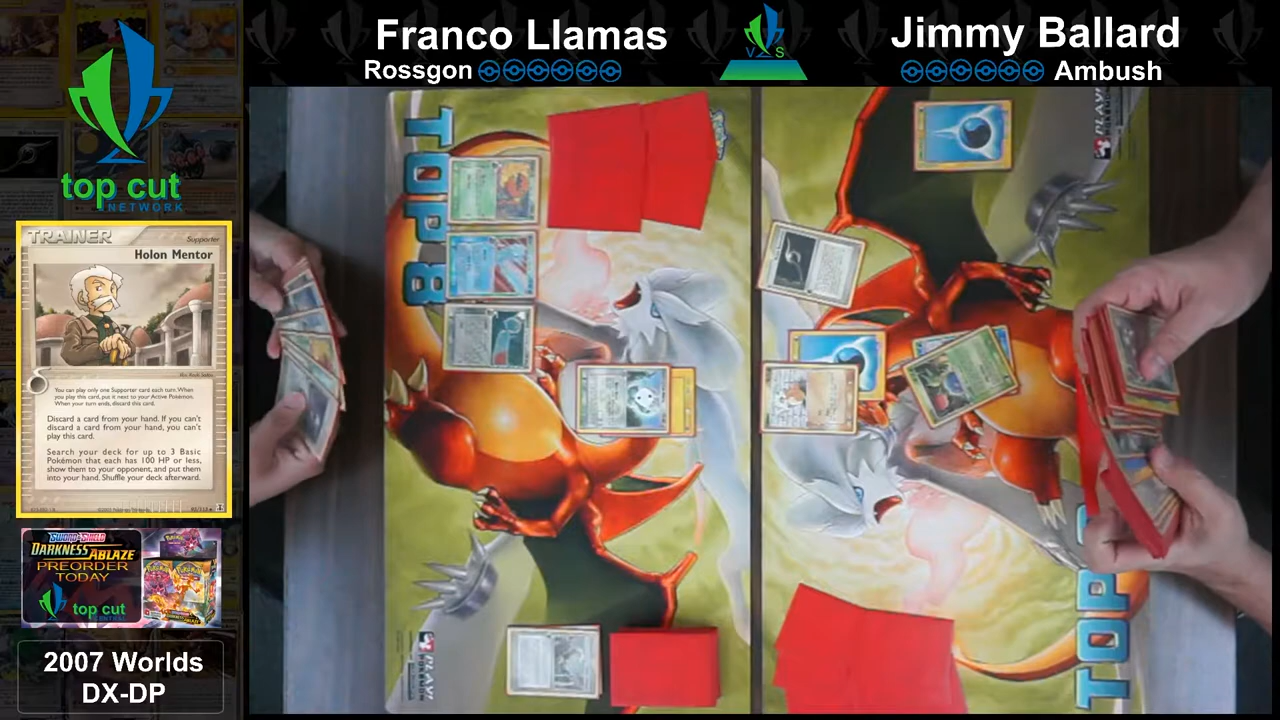 Franco Llamas
Rossgon
V S
Jimmy Ballard
Ambush
top cut
NETWORK
TRAINER
Supporter
Holon Mentor
You can play only one Supporter card each turn. When
you play this card, put it next to your Active Pokémon.
When your turn ends, discard this card.
Discard a card from your hand. If you can't
discard a card from your hand, you can't
play this card.
Search your deck for up to 3 Basic
Pokémon that each has 100 HP or less,
show them to your opponent, and put them
into your hand. Shuffle your deck afterward.
SWORD & SHIELD
DARKNESS ABLAZE
PREORDER
TODAY
top cut
CENTRAL
2007 Worlds
DX-DP
TOP 8
PLAY!
PLAY!
TOP